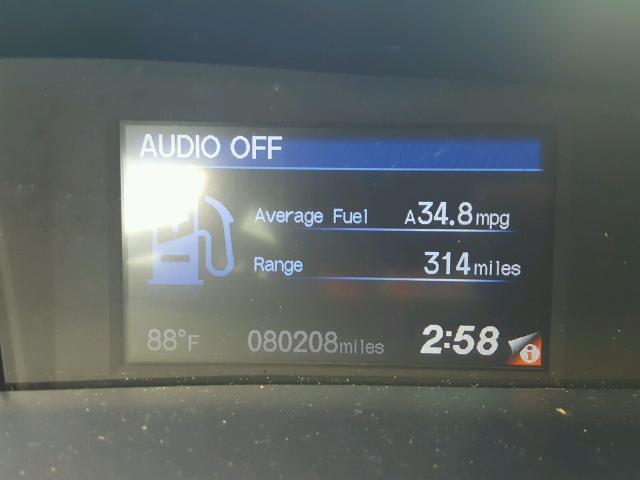 AUDIO OFF
Average Fuel A34.8mpg
Range 314miles
88°F 080208miles 2:58 i